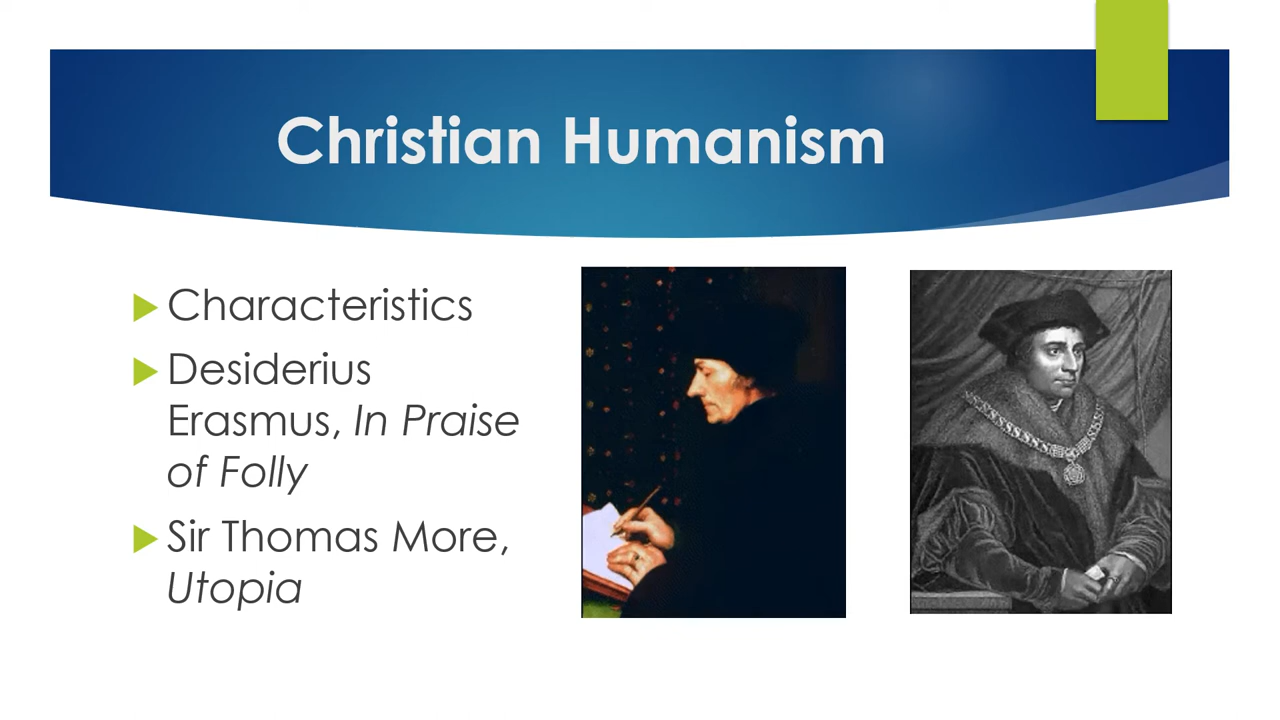 Christian Humanism
Characteristics
Desiderius
Erasmus, In Praise
of Folly
Sir Thomas More,
Utopia